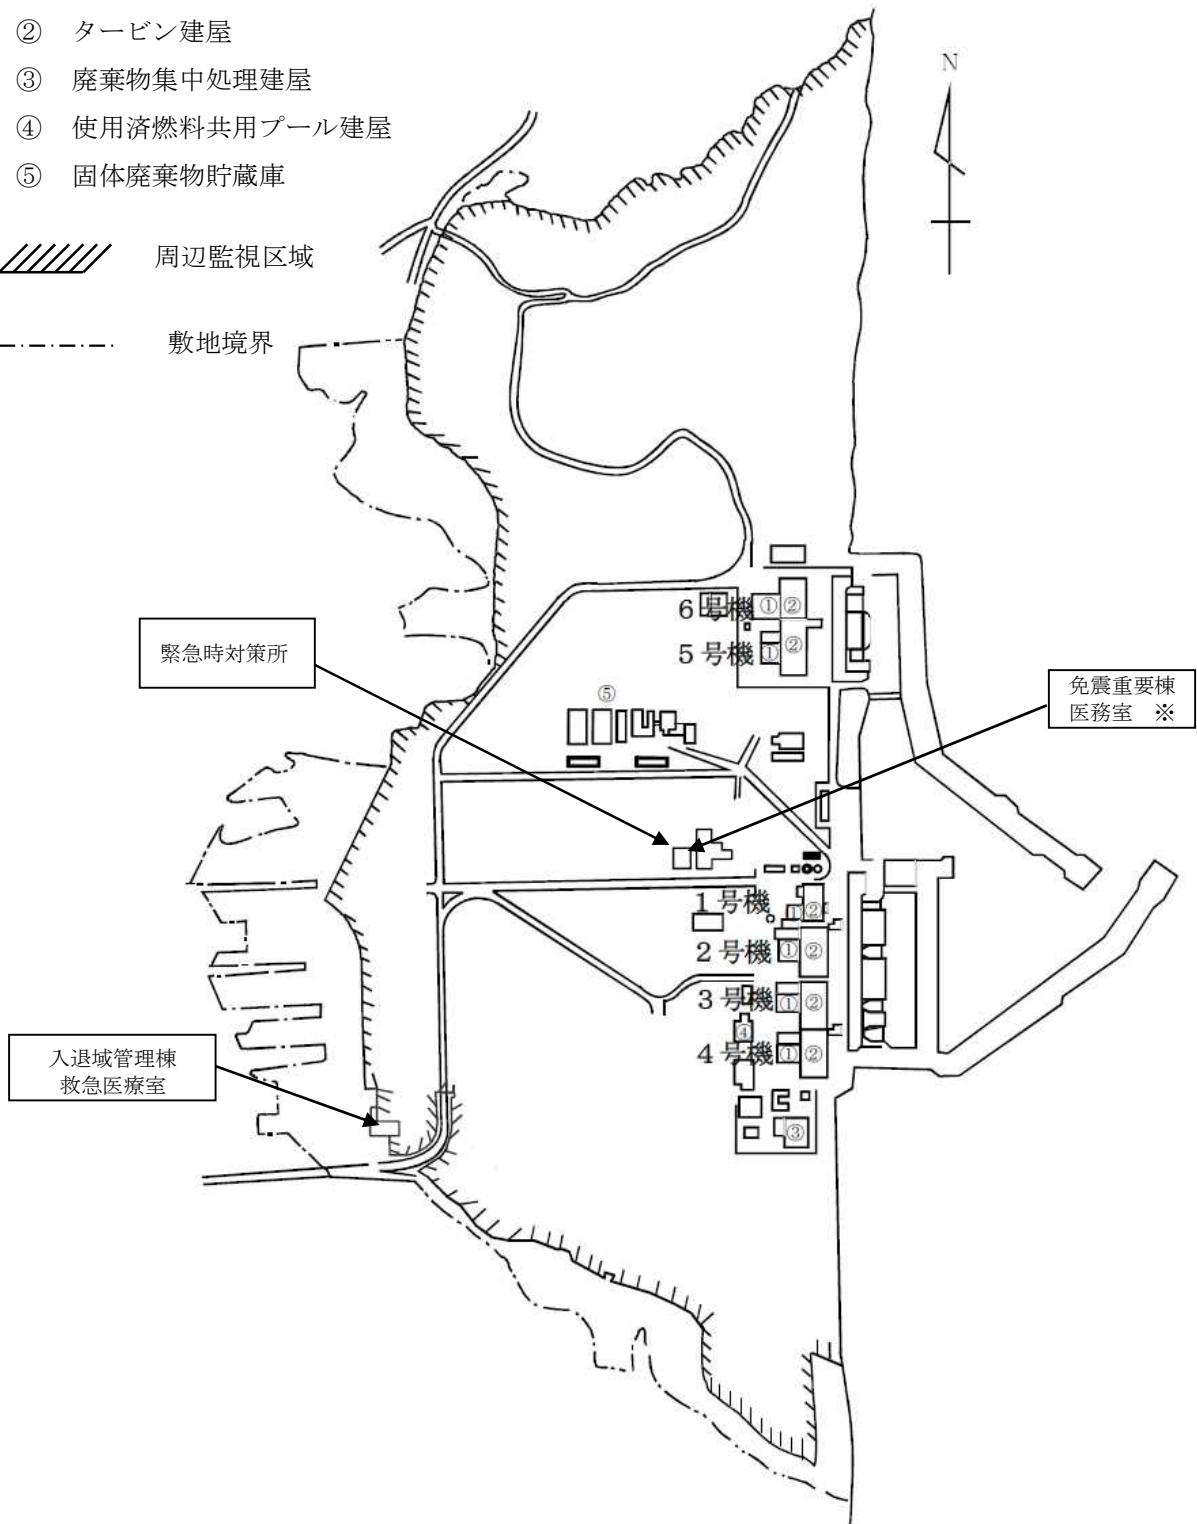 ② タービン建屋
③ 廃棄物集中処理建屋
④ 使用済燃料共用プール建屋
⑤ 固体廃棄物貯蔵庫
周辺監視区域
敷地境界
N
6号機 ① ②
5号機 ① ②
緊急時対策所
⑤
免震重要棟
医務室 ※
1号機 ① ②
2号機 ① ②
3号機 ① ②
④
4号機 ① ②
入退域管理棟
救急医療室
③